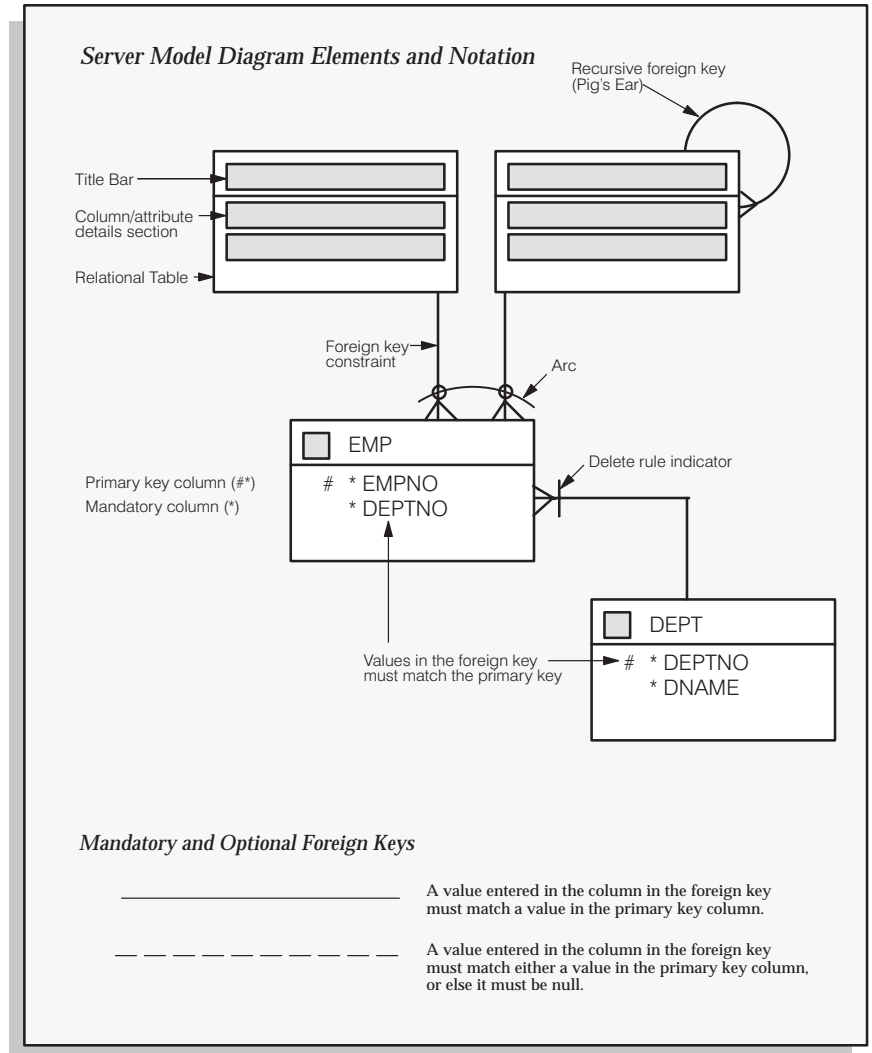 Server Model Diagram Elements and Notation
Recursive foreign key
(Pig's Ear)
Title Bar
Column/attribute
details section
Relational Table
Foreign key
constraint
Arc
EMP
Primary key column (#*)
Mandatory column (*)
# * EMPNO
* DEPTNO
Delete rule indicator
DEPT
Values in the foreign key
must match the primary key
# * DEPTNO
* DNAME
Mandatory and Optional Foreign Keys
A value entered in the column in the foreign key
must match a value in the primary key column.
A value entered in the column in the foreign key
must match either a value in the primary key column,
or else it must be null.